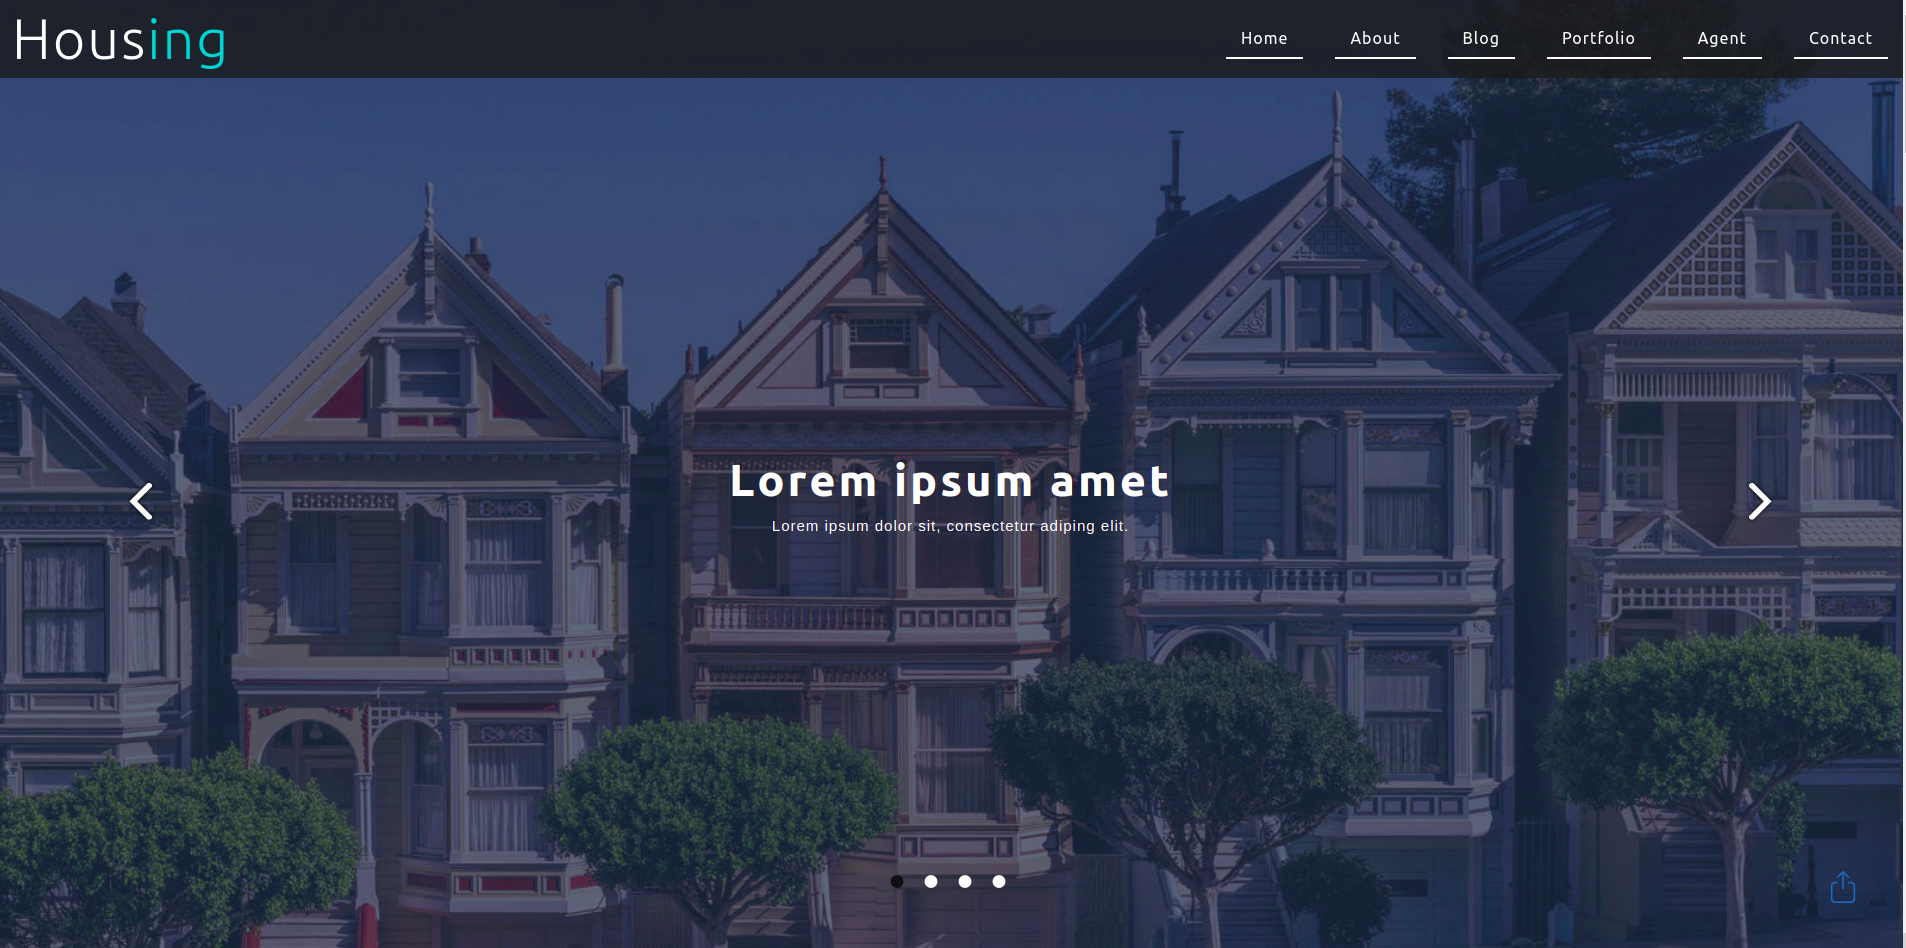 Housing
Home About Blog Portfolio Agent Contact
Lorem ipsum amet
Lorem ipsum dolor sit, consectetur adiping elit.